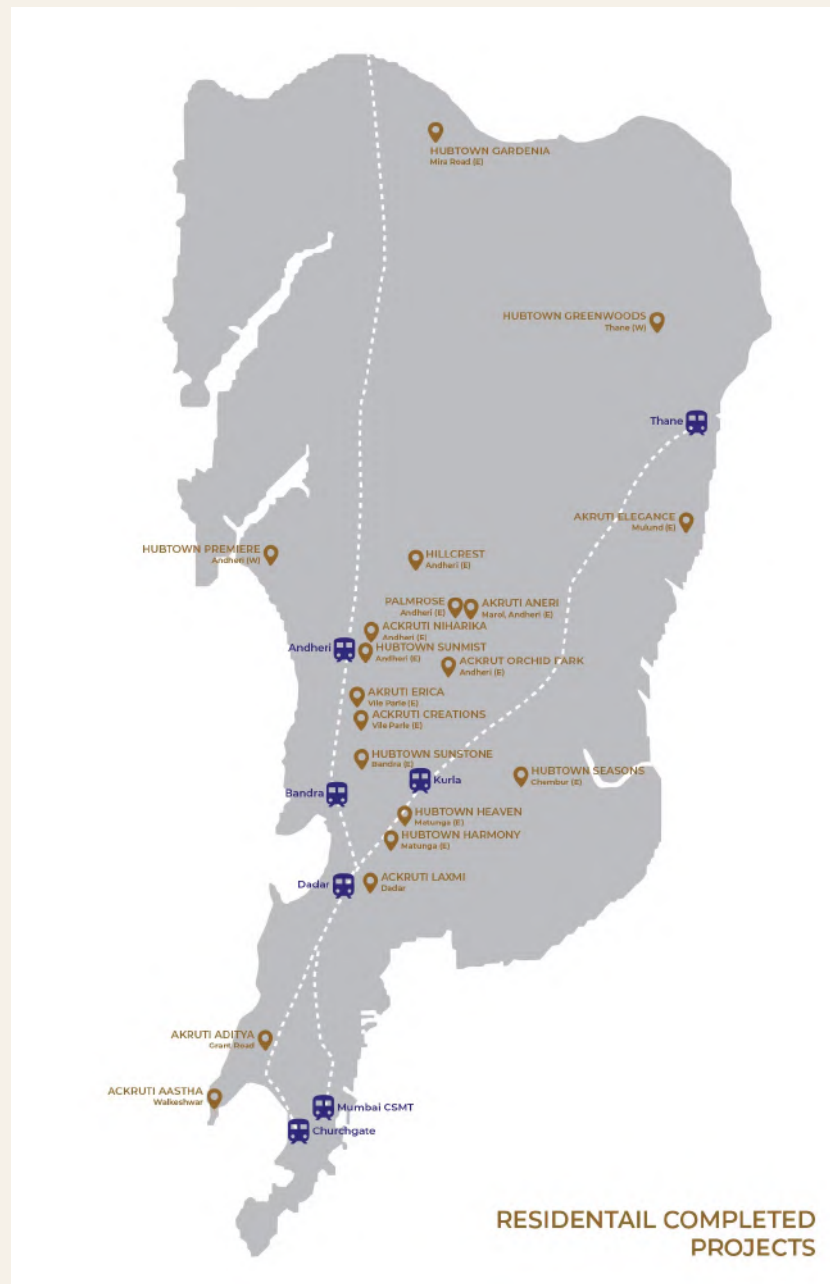 HUBTOWN GARDENIA
Mira Road (E)
HUBTOWN GREENWOODS
Thane (W)
Thane
AKRUTI ELEGANCE
Mulund (E)
HUBTOWN PREMIERE
Andheri (W)
HILLCREST
Andheri (E)
PALMROSE
Andheri (E)
AKRUTI ANERI
Marol, Andheri (E)
ACKRUTI NIHARIKA
Andheri (E)
Andheri
HUBTOWN SUNMIST
Andheri (E)
ACKRUT ORCHID PARK
Andheri (E)
AKRUTI ERICA
Vile Parle (E)
ACKRUTI CREATIONS
Vile Parle (E)
HUBTOWN SUNSTONE
Bandra (E)
Kurla
HUBTOWN SEASONS
Chembur (E)
Bandra
HUBTOWN HEAVEN
Matunga (E)
HUBTOWN HARMONY
Matunga (E)
Dadar
ACKRUTI LAXMI
Dadar
AKRUTI ADITYA
Grant Road
ACKRUTI AASTHA
Walkeshwar
Mumbai CSMT
Churchgate
RESIDENTAIL COMPLETED
PROJECTS